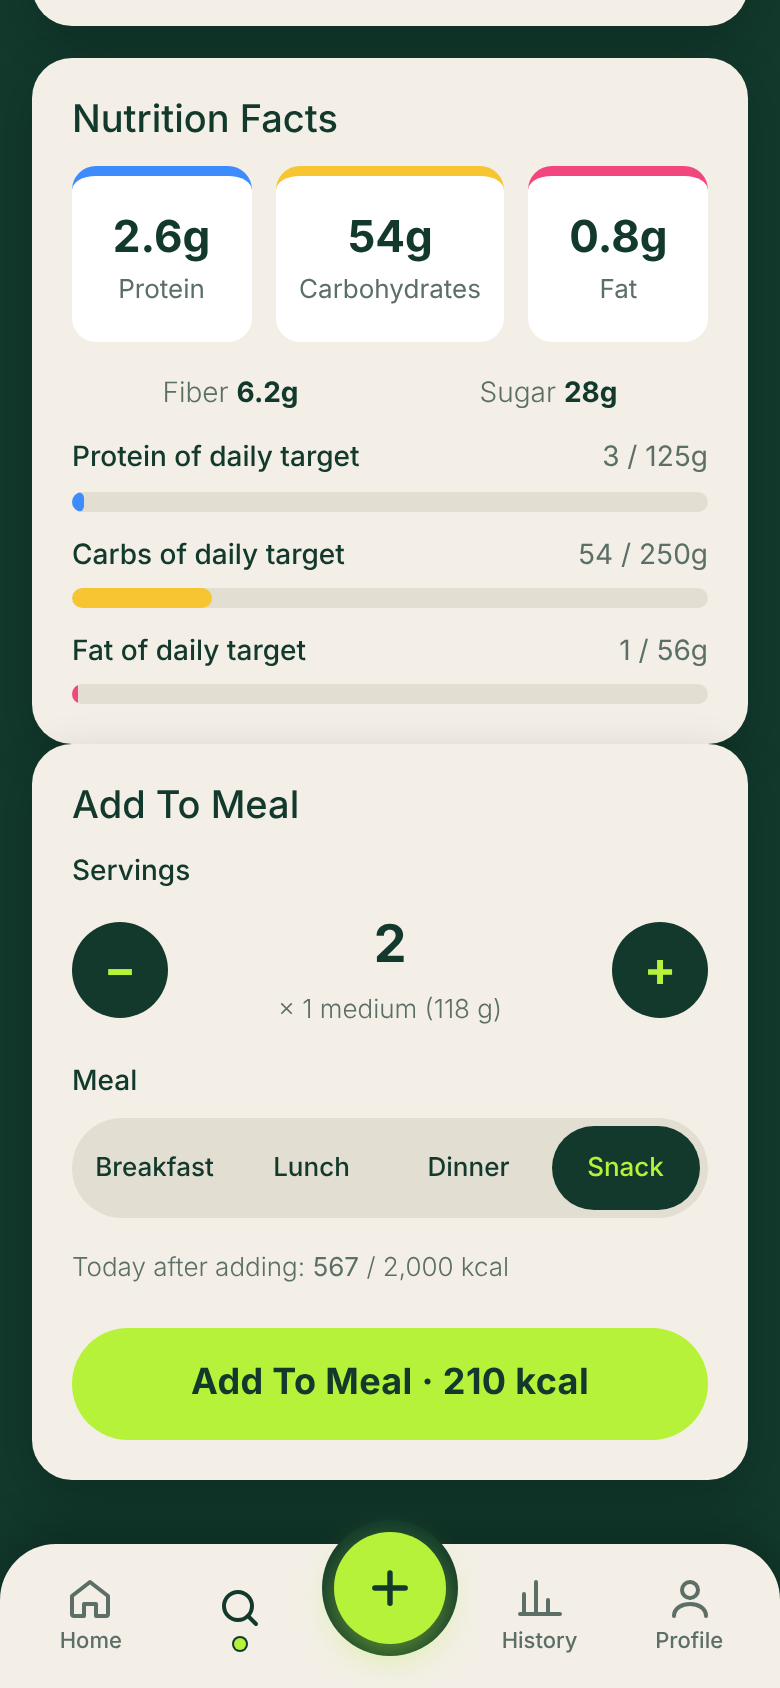 Nutrition Facts
2.6g
Protein
54g
Carbohydrates
0.8g
Fat
Fiber 6.2g
Sugar 28g
Protein of daily target
3 / 125g
Carbs of daily target
54 / 250g
Fat of daily target
1 / 56g
Add To Meal
Servings
−
2
× 1 medium (118 g)
+
Meal
Breakfast
Lunch
Dinner
Snack
Today after adding: 567 / 2,000 kcal
Add To Meal · 210 kcal
Home
History
Profile